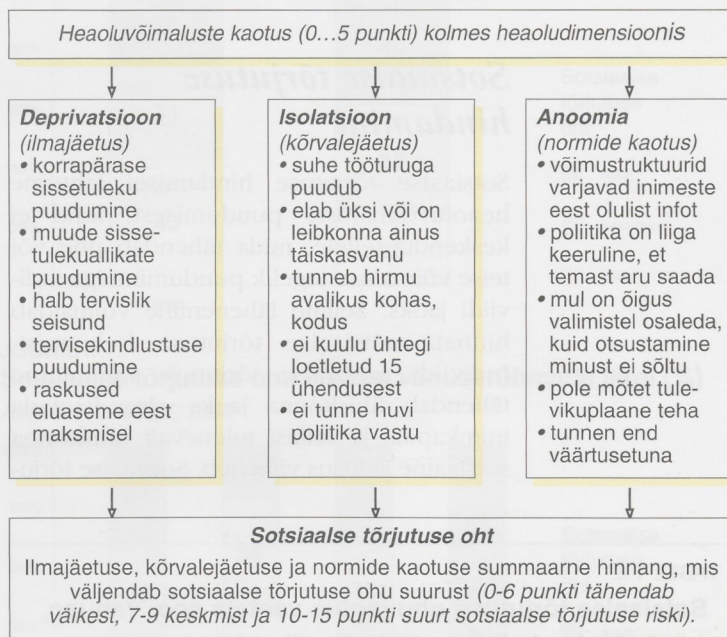 Heaoluvõimaluste kaotus (0…5 punkti) kolmes heaoludimensioonis
Deprivatsioon
(ilmajäetus)
• korrapärase
sissetuleku
puudumine
• muude sisse-
tulekuallikate
puudumine
• halb tervislik
seisund
• tervisekindlustuse
puudumine
• raskused
eluaseme eest
maksmisel
Isolatsioon
(kõrvalejäetus)
• suhe tööturuga
puudub
• elab üksi või on
leibkonna ainus
täiskasvanu
• tunneb hirmu
avalikus kohas,
kodus
• ei kuulu ühtegi
loetletud 15
ühendusest
• ei tunne huvi
poliitika vastu
Anoomia
(normide kaotus)
• võimustruktuurid
varjavad inimeste
eest olulist infot
• poliitika on liiga
keeruline, et
temast aru saada
• mul on õigus
valimistel osaleda,
kuid otsustamine
minust ei sõltu
• pole mõtet tule-
vikuplaane teha
• tunnen end
väärtusetuna
Sotsiaalse tõrjutuse oht
Ilmajäetuse, kõrvalejäetuse ja normide kaotuse summaarne hinnang, mis
väljendab sotsiaalse tõrjutuse ohu suurust (0-6 punkti tähendab
väikest, 7-9 keskmist ja 10-15 punkti suurt sotsiaalse tõrjutuse riski).